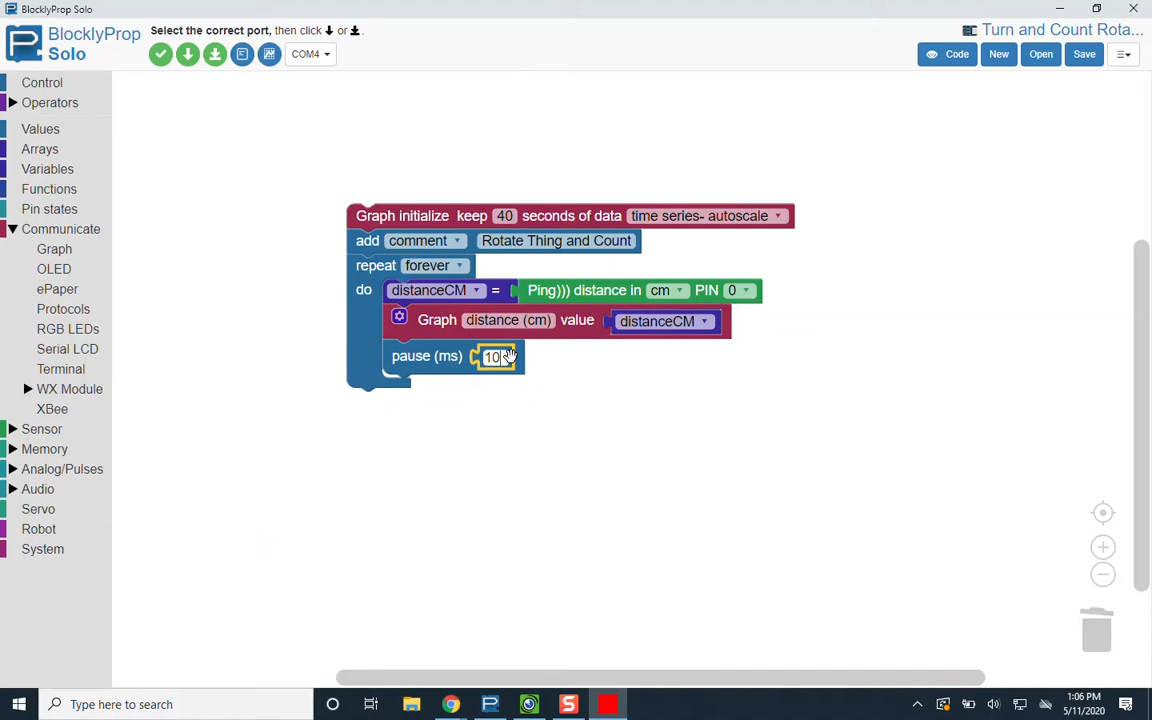 BlocklyProp Solo
BlocklyProp
Solo
Select the correct port, then click or .
COM4
Turn and Count Rota...
Code
New
Open
Save
Control
Operators
Values
Arrays
Variables
Functions
Pin states
Communicate
Graph
OLED
ePaper
Protocols
RGB LEDs
Serial LCD
Terminal
WX Module
XBee
Sensor
Memory
Analog/Pulses
Audio
Servo
Robot
System
Graph initialize keep 40 seconds of data time series- autoscale
add comment Rotate Thing and Count
repeat forever
do distanceCM = Ping))) distance in cm PIN 0
Graph distance (cm) value distanceCM
pause (ms) 10
Type here to search
1:06 PM
5/11/2020